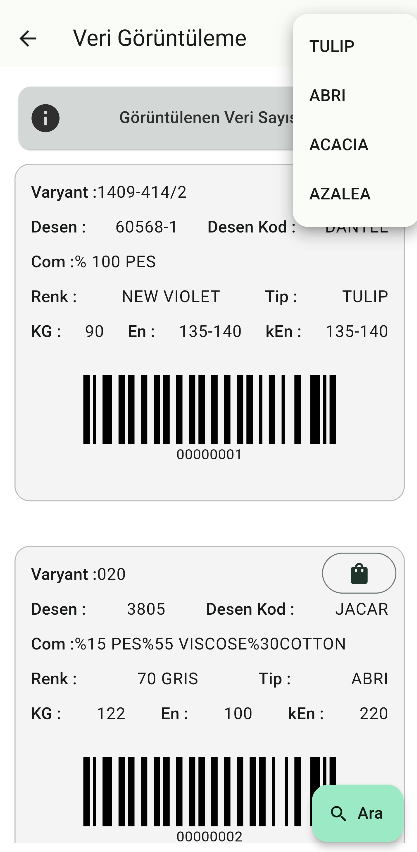 Veri Görüntüleme
TULIP
ABRI
ACACIA
AZALEA
Görüntülenen Veri
Varyant :1409-414/2
Desen : 60568-1 Desen Kod :
Com :% 100 PES
Renk : NEW VIOLET Tip : TULIP
KG : 90 En : 135-140 kEn : 135-140
00000001
Varyant :020
Desen : 3805 Desen Kod : JACAR
Com :%15 PES%55 VISCOSE%30COTTON
Renk : 70 GRIS Tip : ABRI
KG : 122 En : 100 kEn : 220
00000002
Ara